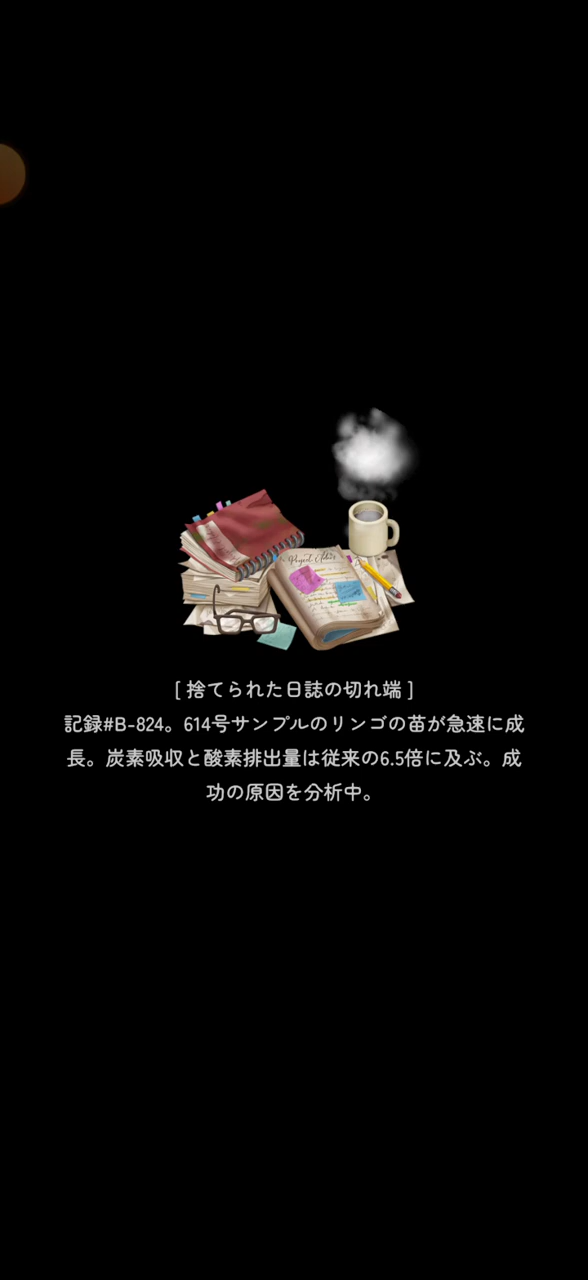 [ 捨てられた日誌の切れ端 ]
記録#B-824。614号サンプルのリンゴの苗が急速に成
長。炭素吸収と酸素排出量は従来の6.5倍に及ぶ。成
功の原因を分析中。